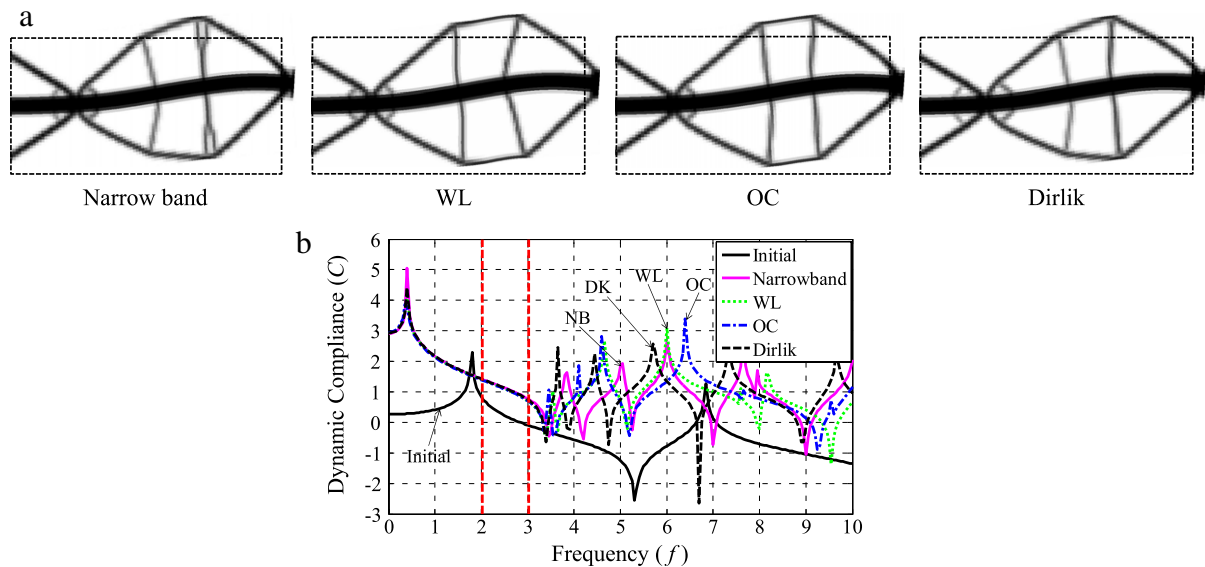 a
Narrow band
WL
OC
Dirlik
b
Dynamic Compliance (C)
6
5
4
3
2
1
0
-1
-2
-3
0 1 2 3 4 5 6 7 8 9 10
Frequency (f)
Initial
NB
DK
WL
OC
Initial
Narrowband
WL
OC
Dirlik